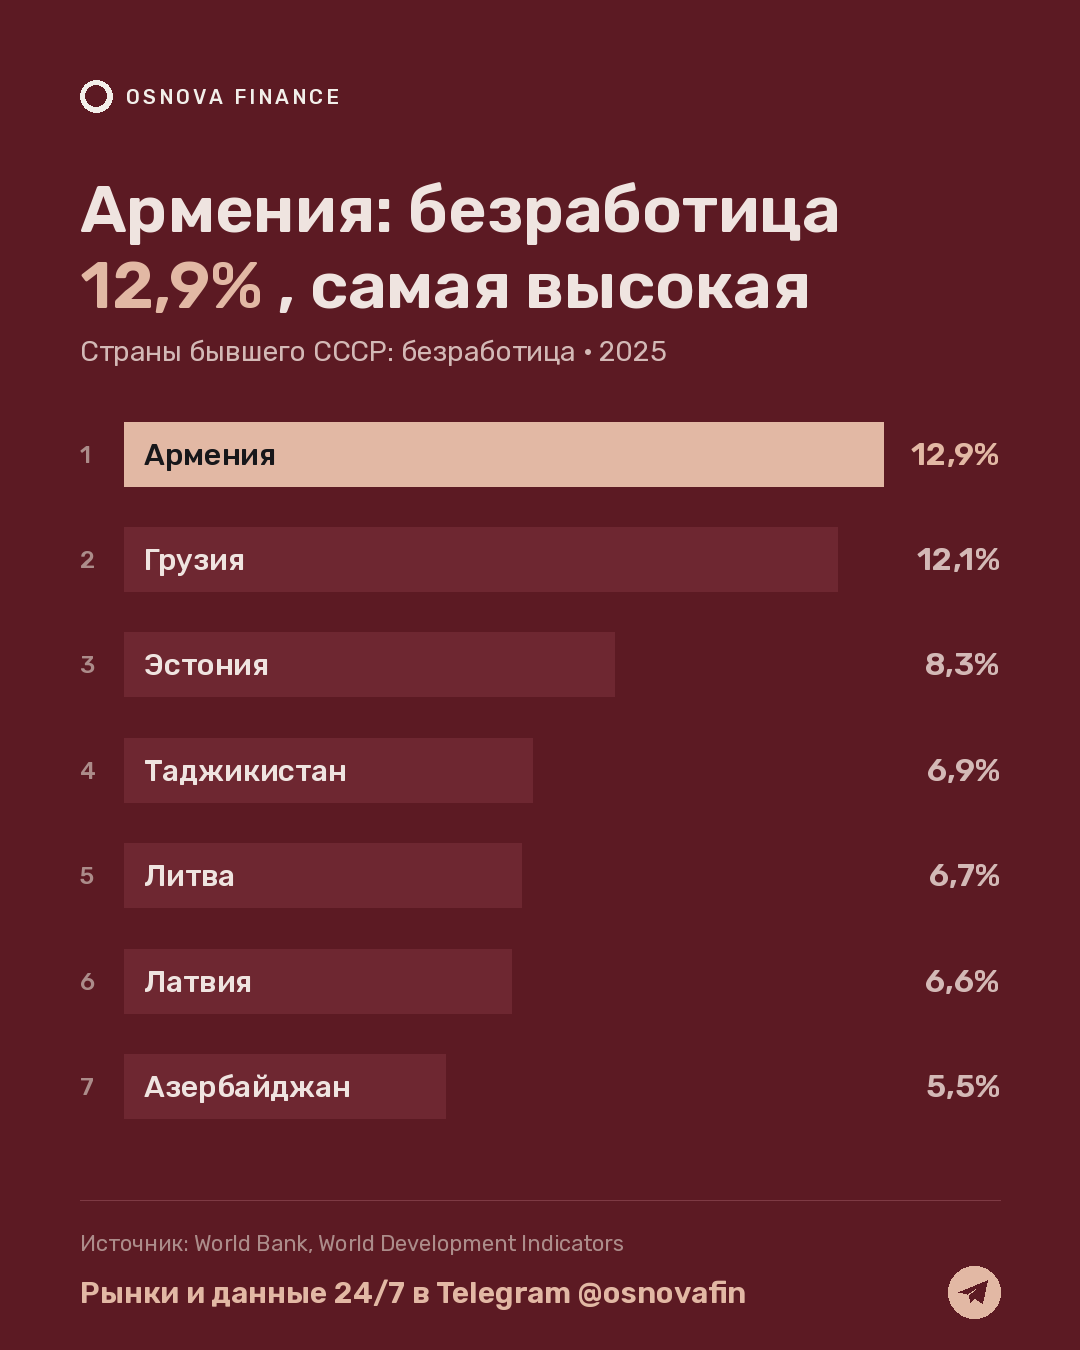 OSNOVA FINANCE
Армения: безработица
12,9% , самая высокая
Страны бывшего СССР: безработица • 2025
1 Армения 12,9%
2 Грузия 12,1%
3 Эстония 8,3%
4 Таджикистан 6,9%
5 Литва 6,7%
6 Латвия 6,6%
7 Азербайджан 5,5%
Источник: World Bank, World Development Indicators
Рынки и данные 24/7 в Telegram @osnovafin